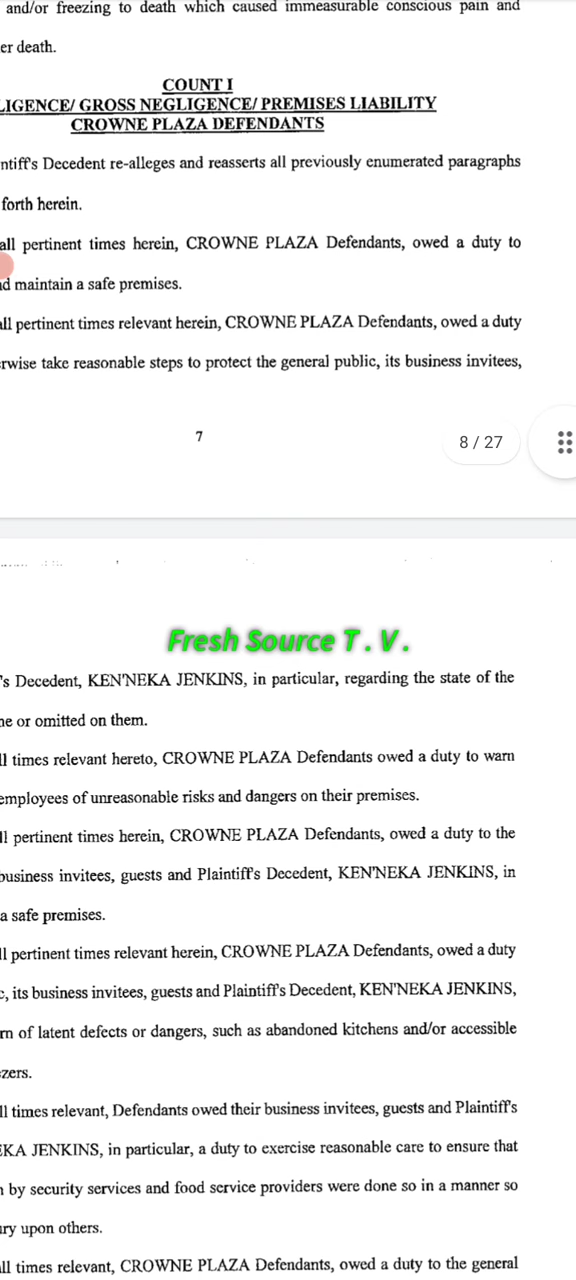 and/or freezing to death which caused immeasurable conscious pain and
er death.
COUNT I
LIGENCE/ GROSS NEGLIGENCE/ PREMISES LIABILITY
CROWNE PLAZA DEFENDANTS
ntiff's Decedent re-alleges and reasserts all previously enumerated paragraphs
forth herein.
all pertinent times herein, CROWNE PLAZA Defendants, owed a duty to
d maintain a safe premises.
ll pertinent times relevant herein, CROWNE PLAZA Defendants, owed a duty
rwise take reasonable steps to protect the general public, its business invitees,
7
8 / 27
Fresh Source T.V.
's Decedent, KEN'NEKA JENKINS, in particular, regarding the state of the
ne or omitted on them.
ll times relevant hereto, CROWNE PLAZA Defendants owed a duty to warn
employees of unreasonable risks and dangers on their premises.
ll pertinent times herein, CROWNE PLAZA Defendants, owed a duty to the
business invitees, guests and Plaintiff's Decedent, KEN'NEKA JENKINS, in
a safe premises.
ll pertinent times relevant herein, CROWNE PLAZA Defendants, owed a duty
c, its business invitees, guests and Plaintiff's Decedent, KEN'NEKA JENKINS,
rn of latent defects or dangers, such as abandoned kitchens and/or accessible
zers.
ll times relevant, Defendants owed their business invitees, guests and Plaintiff's
EKA JENKINS, in particular, a duty to exercise reasonable care to ensure that
n by security services and food service providers were done so in a manner so
ury upon others.
ll times relevant, CROWNE PLAZA Defendants, owed a duty to the general